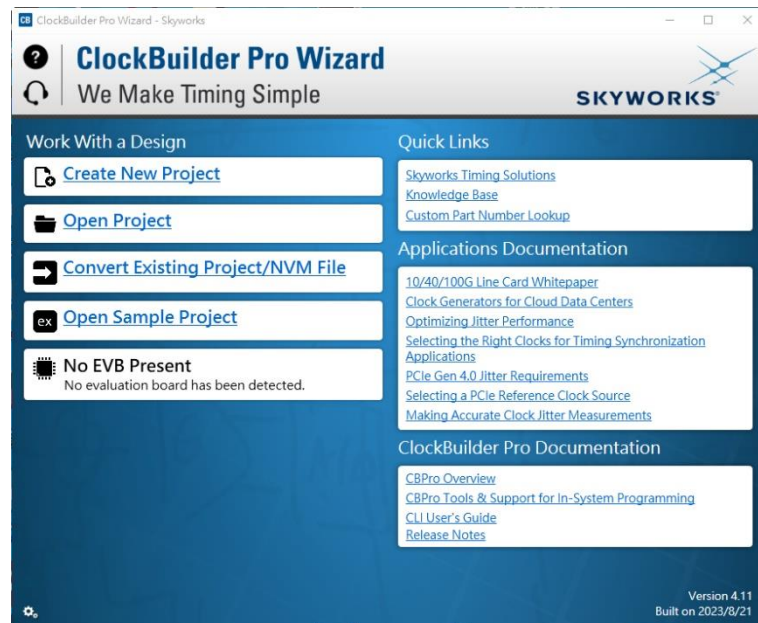 CB ClockBuilder Pro Wizard - Skyworks
ClockBuilder Pro Wizard
We Make Timing Simple
SKYWORKS®
Work With a Design
Create New Project
Open Project
Convert Existing Project/NVM File
ex Open Sample Project
No EVB Present
No evaluation board has been detected.
Quick Links
Skyworks Timing Solutions
Knowledge Base
Custom Part Number Lookup
Applications Documentation
10/40/100G Line Card Whitepaper
Clock Generators for Cloud Data Centers
Optimizing Jitter Performance
Selecting the Right Clocks for Timing Synchronization
Applications
PCIe Gen 4.0 Jitter Requirements
Selecting a PCIe Reference Clock Source
Making Accurate Clock Jitter Measurements
ClockBuilder Pro Documentation
CBPro Overview
CBPro Tools & Support for In-System Programming
CLI User's Guide
Release Notes
Version 4.11
Built on 2023/8/21